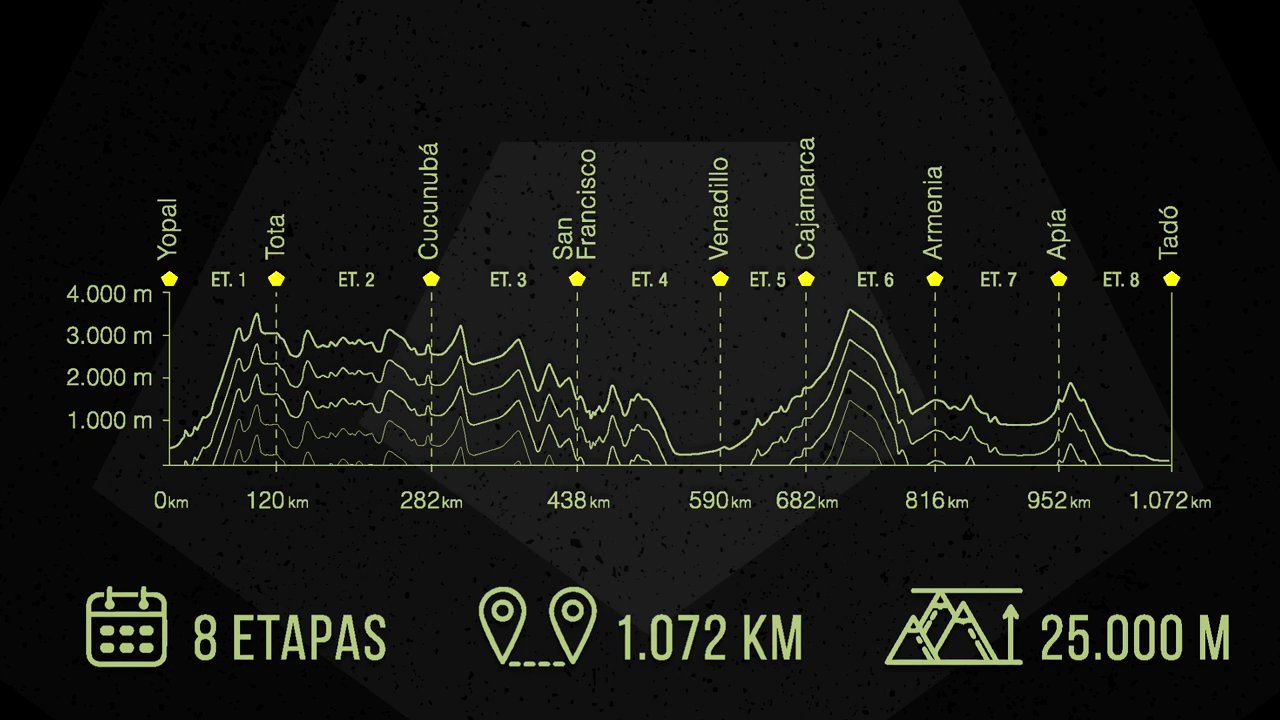 Yopal
Tota
Cucunubá
San
Francisco
Venadillo
Cajamarca
Armenia
Apía
Tadó
ET. 1
ET. 2
ET. 3
ET. 4
ET. 5
ET. 6
ET. 7
ET. 8
4.000 m
3.000 m
2.000 m
1.000 m
0km
120 km
282km
438km
590km
682km
816km
952km
1.072km
8 ETAPAS
1.072 KM
25.000 M